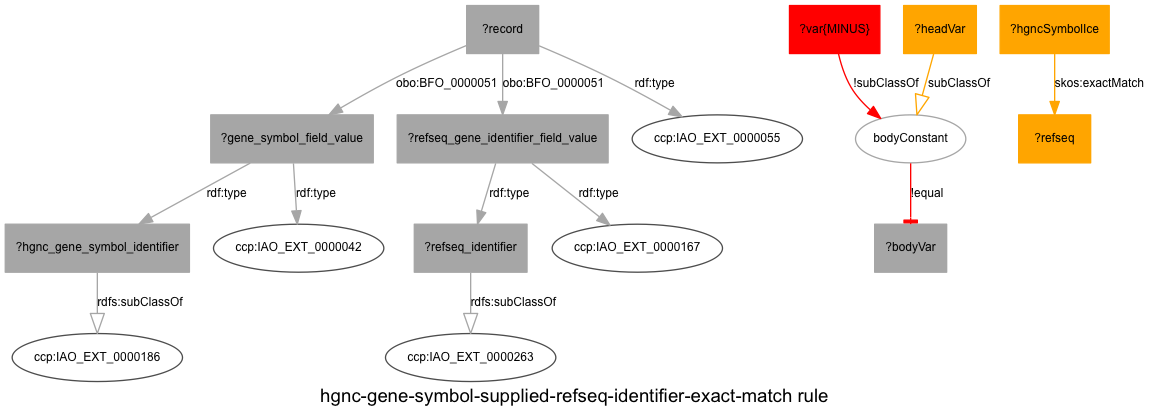 ?record
?var{MINUS}
?headVar
?hgncSymbolIce
obo:BFO_0000051
obo:BFO_0000051
rdf:type
!subClassOf
subClassOf
skos:exactMatch
?gene_symbol_field_value
?refseq_gene_identifier_field_value
ccp:IAO_EXT_0000055
bodyConstant
?refseq
rdf:type
rdf:type
rdf:type
rdf:type
!equal
?hgnc_gene_symbol_identifier
ccp:IAO_EXT_0000042
?refseq_identifier
ccp:IAO_EXT_0000167
?bodyVar
rdfs:subClassOf
rdfs:subClassOf
ccp:IAO_EXT_0000186
ccp:IAO_EXT_0000263
hgnc-gene-symbol-supplied-refseq-identifier-exact-match rule